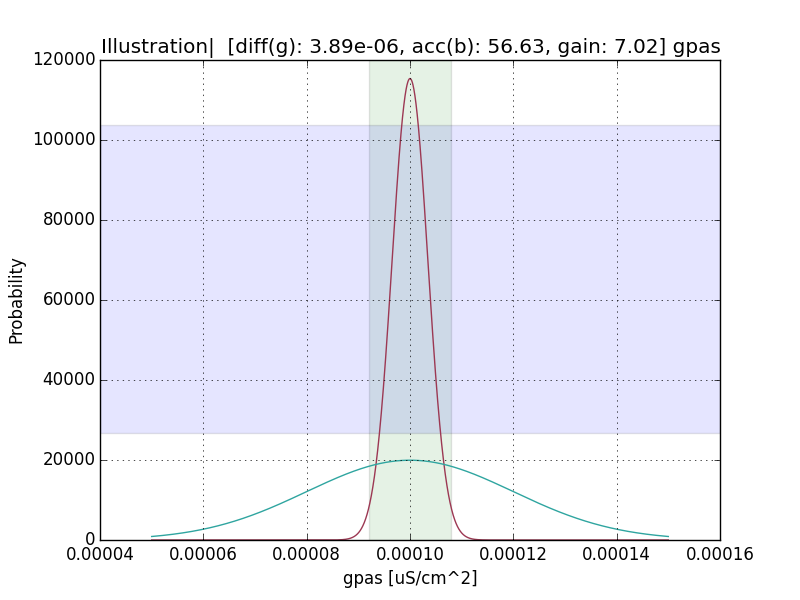 Illustration|  [diff(g): 3.89e-06, acc(b): 56.63, gain: 7.02] gpas
120000
100000
80000
60000
40000
20000
0
Probability
0.00004 0.00006 0.00008 0.00010 0.00012 0.00014 0.00016
gpas [uS/cm^2]